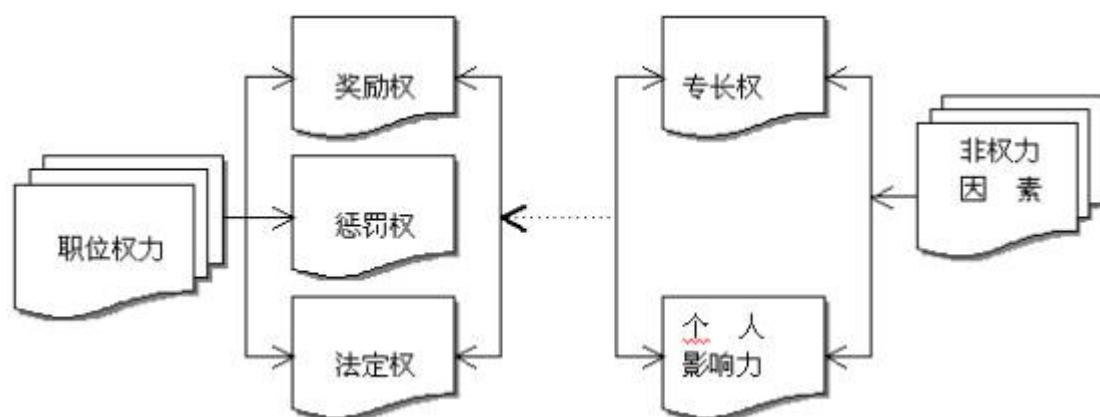 奖励权
专长权
非权力
因 素
职位权力
惩罚权
法定权
个 人
影响力